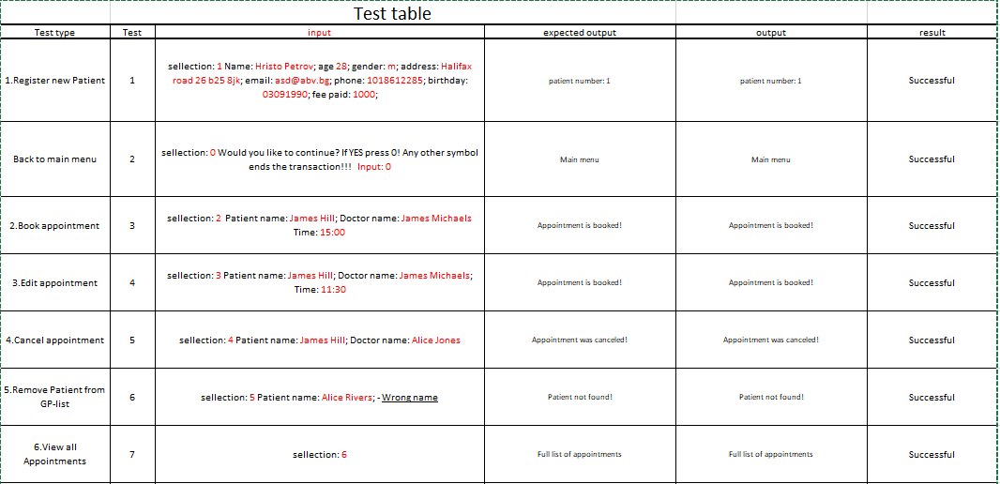 Test table
Test type Test input expected output output result
1.Register new Patient 1 sellection: 1 Name: Hristo Petrov; age 28; gender: m; address: Halifax
road 26 b25 8jk; email: asd@abv.bg; phone: 1018612285; birthday:
03091990; fee paid: 1000; patient number: 1 patient number: 1 Successful
Back to main menu 2 sellection: 0 Would you like to continue? If YES press 0! Any other symbol
ends the transaction!!! Input: 0 Main menu Main menu Successful
2.Book appointment 3 sellection: 2 Patient name: James Hill; Doctor name: James Michaels
Time: 15:00 Appointment is booked! Appointment is booked! Successful
3.Edit appointment 4 sellection: 3 Patient name: James Hill; Doctor name: James Michaels;
Time: 11:30 Appointment is booked! Appointment is booked! Successful
4.Cancel appointment 5 sellection: 4 Patient name: James Hill; Doctor name: Alice Jones Appointment was canceled! Appointment was canceled! Successful
5.Remove Patient from
GP-list 6 sellection: 5 Patient name: Alice Rivers; - Wrong name Patient not found! Patient not found! Successful
6.View all
Appointments 7 sellection: 6 Full list of appointments Full list of appointments Successful